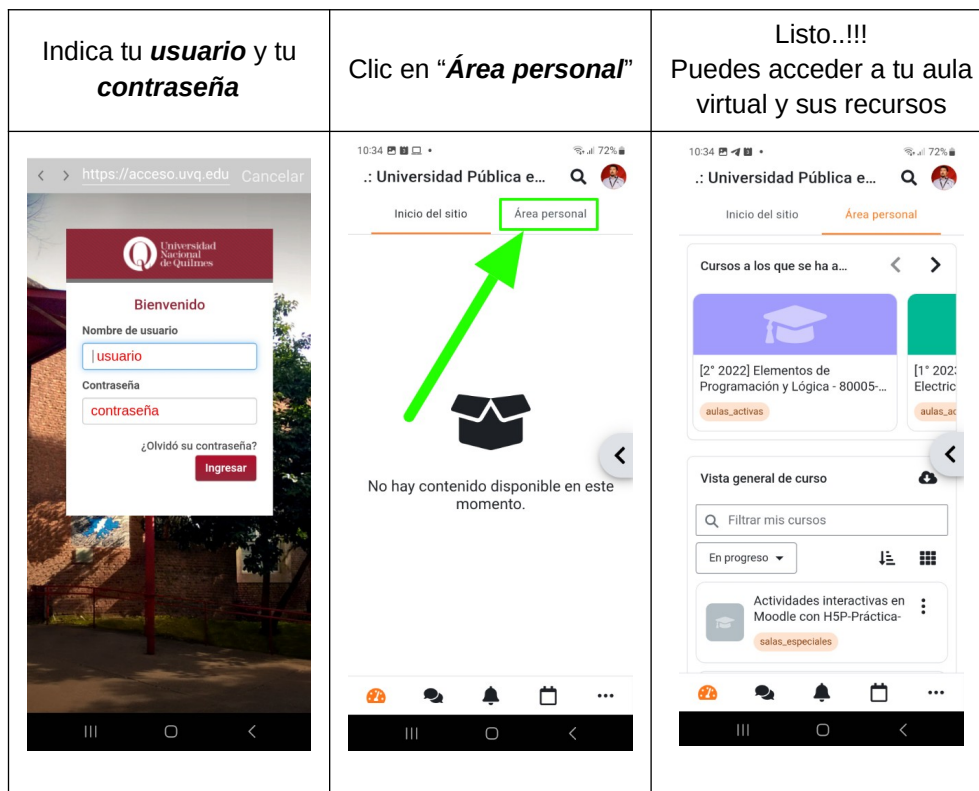 Indica tu usuario y tu
contraseña
Clic en “Área personal”
Listo..!!!
Puedes acceder a tu aula
virtual y sus recursos
https://acceso.uvq.edu Cancelar
Universidad
Nacional
de Quilmes
Bienvenido
Nombre de usuario
usuario
Contraseña
contraseña
¿Olvidó su contraseña?
Ingresar
10:34 72%
.: Universidad Pública e...
Inicio del sitio Área personal
No hay contenido disponible en este
momento.
10:34 72%
.: Universidad Pública e...
Inicio del sitio Área personal
Cursos a los que se ha a...
[2° 2022] Elementos de
Programación y Lógica - 80005-...
aulas_activas
[1° 202
Electric
aulas_ac
Vista general de curso
Filtrar mis cursos
En progreso
Actividades interactivas en
Moodle con H5P-Práctica-
salas_especiales